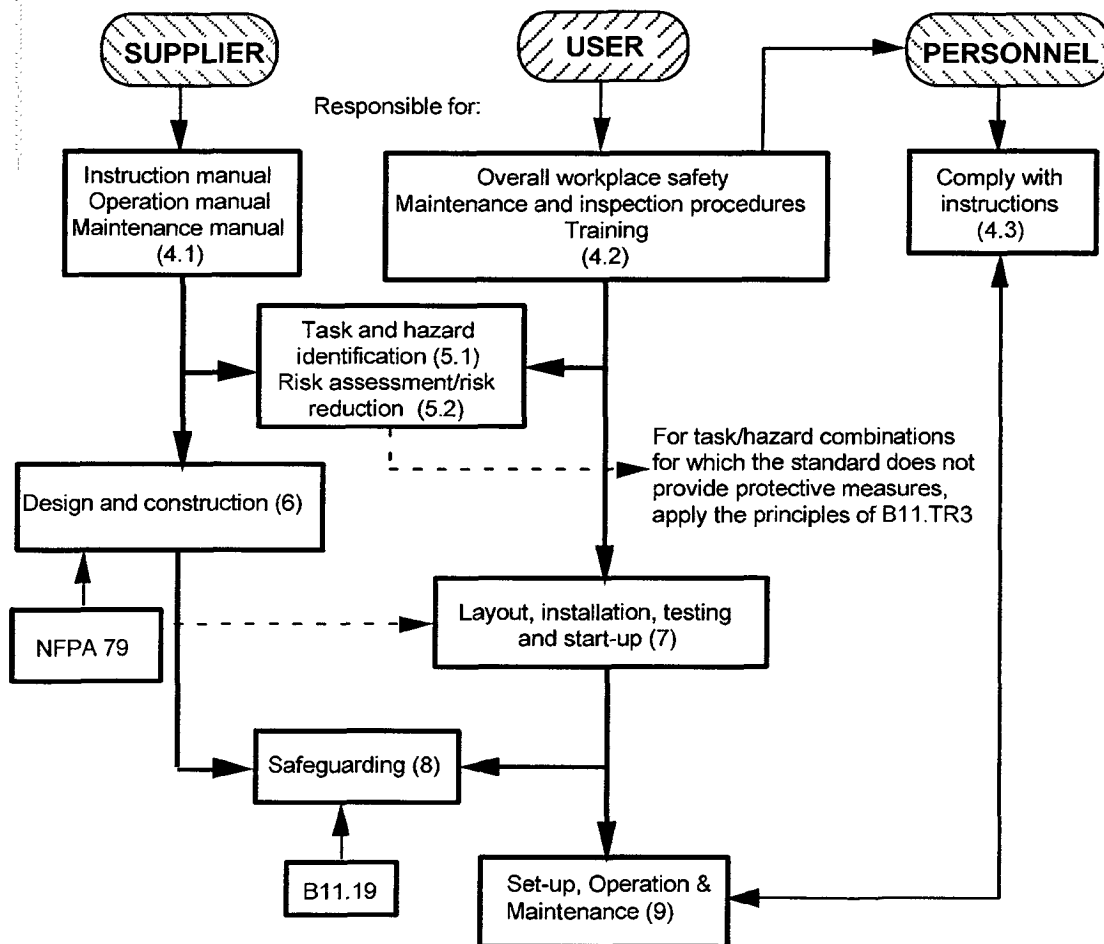 SUPPLIER
USER
PERSONNEL
Responsible for:
Instruction manual
Operation manual
Maintenance manual
(4.1)
Overall workplace safety
Maintenance and inspection procedures
Training
(4.2)
Comply with
instructions
(4.3)
Task and hazard
identification (5.1)
Risk assessment/risk
reduction (5.2)
For task/hazard combinations
for which the standard does not
provide protective measures,
apply the principles of B11.TR3
Design and construction (6)
NFPA 79
Layout, installation, testing
and start-up (7)
Safeguarding (8)
B11.19
Set-up, Operation &
Maintenance (9)